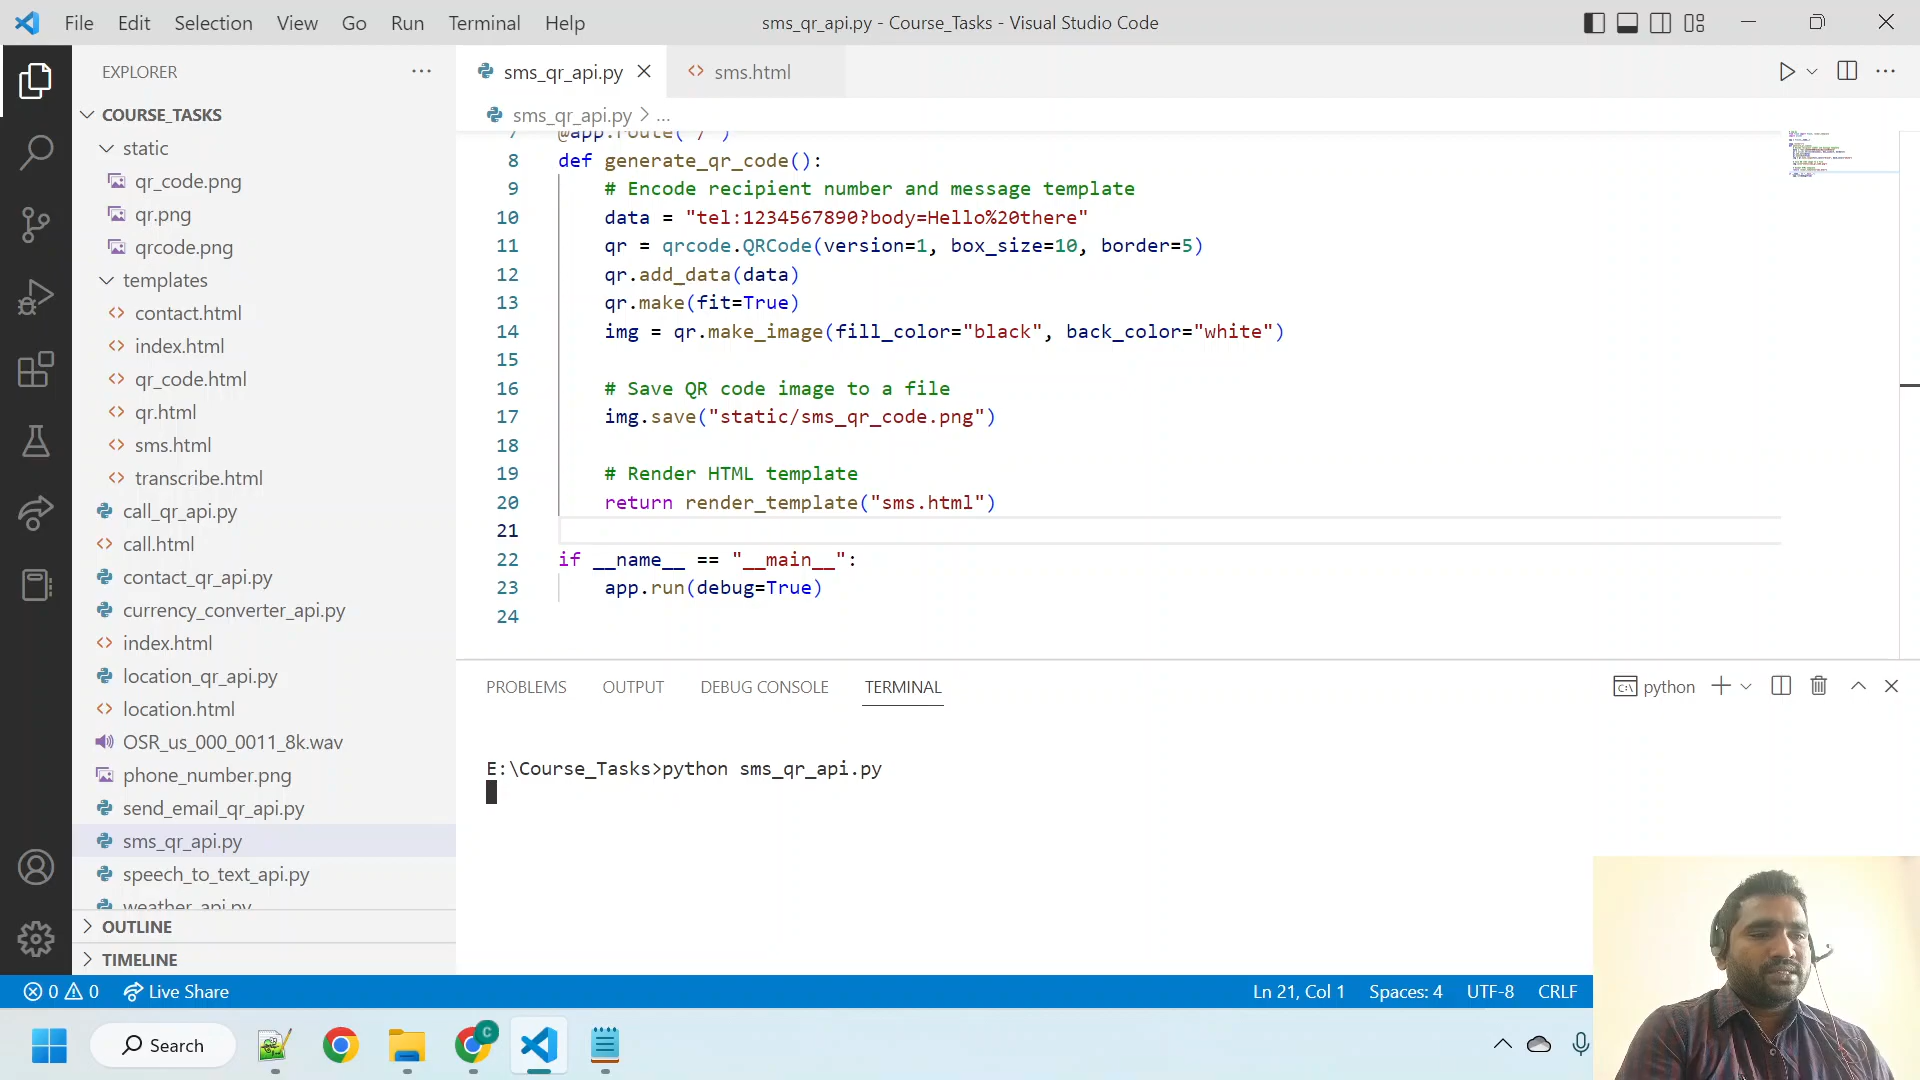 File Edit Selection View Go Run Terminal Help
sms_qr_api.py - Course_Tasks - Visual Studio Code
EXPLORER
COURSE_TASKS
static
qr_code.png
qr.png
qrcode.png
templates
contact.html
index.html
qr_code.html
qr.html
sms.html
transcribe.html
call_qr_api.py
call.html
contact_qr_api.py
currency_converter_api.py
index.html
location_qr_api.py
location.html
OSR_us_000_0011_8k.wav
phone_number.png
send_email_qr_api.py
sms_qr_api.py
speech_to_text_api.py
weather_api.py
OUTLINE
TIMELINE
sms_qr_api.py
sms.html
sms_qr_api.py > ...
7 @app.route("/")
8 def generate_qr_code():
9 # Encode recipient number and message template
10 data = "tel:1234567890?body=Hello%20there"
11 qr = qrcode.QRCode(version=1, box_size=10, border=5)
12 qr.add_data(data)
13 qr.make(fit=True)
14 img = qr.make_image(fill_color="black", back_color="white")
15
16 # Save QR code image to a file
17 img.save("static/sms_qr_code.png")
18
19 # Render HTML template
20 return render_template("sms.html")
21
22 if __name__ == "__main__":
23 app.run(debug=True)
24
PROBLEMS OUTPUT DEBUG CONSOLE TERMINAL
python
E:\Course_Tasks>python sms_qr_api.py
0 0 Live Share
Ln 21, Col 1 Spaces: 4 UTF-8 CRLF
Search
C